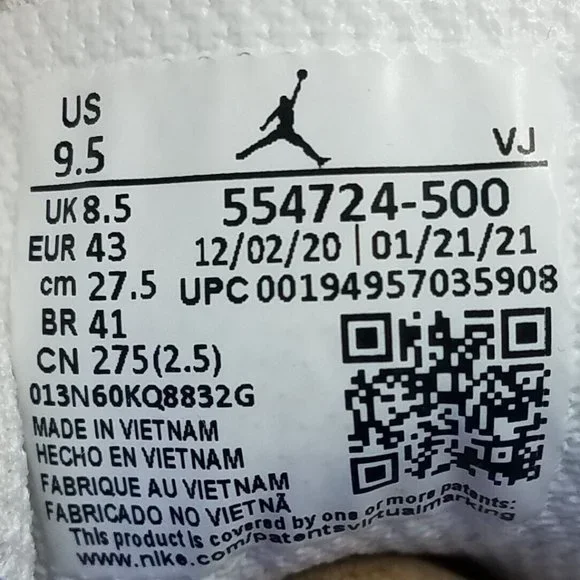 US
9.5
VJ
UK 8.5 554724-500
EUR 43 12/02/20 | 01/21/21
cm 27.5 UPC 00194957035908
BR 41
CN 275(2.5)
013N60KQ8832G
MADE IN VIETNAM
HECHO EN VIETNAM
FABRIQUE AU VIETNAM
FABRICADO NO VIETNÃ
This product is covered by one or more patents:
www.nike.com/patentsvirtualmarking